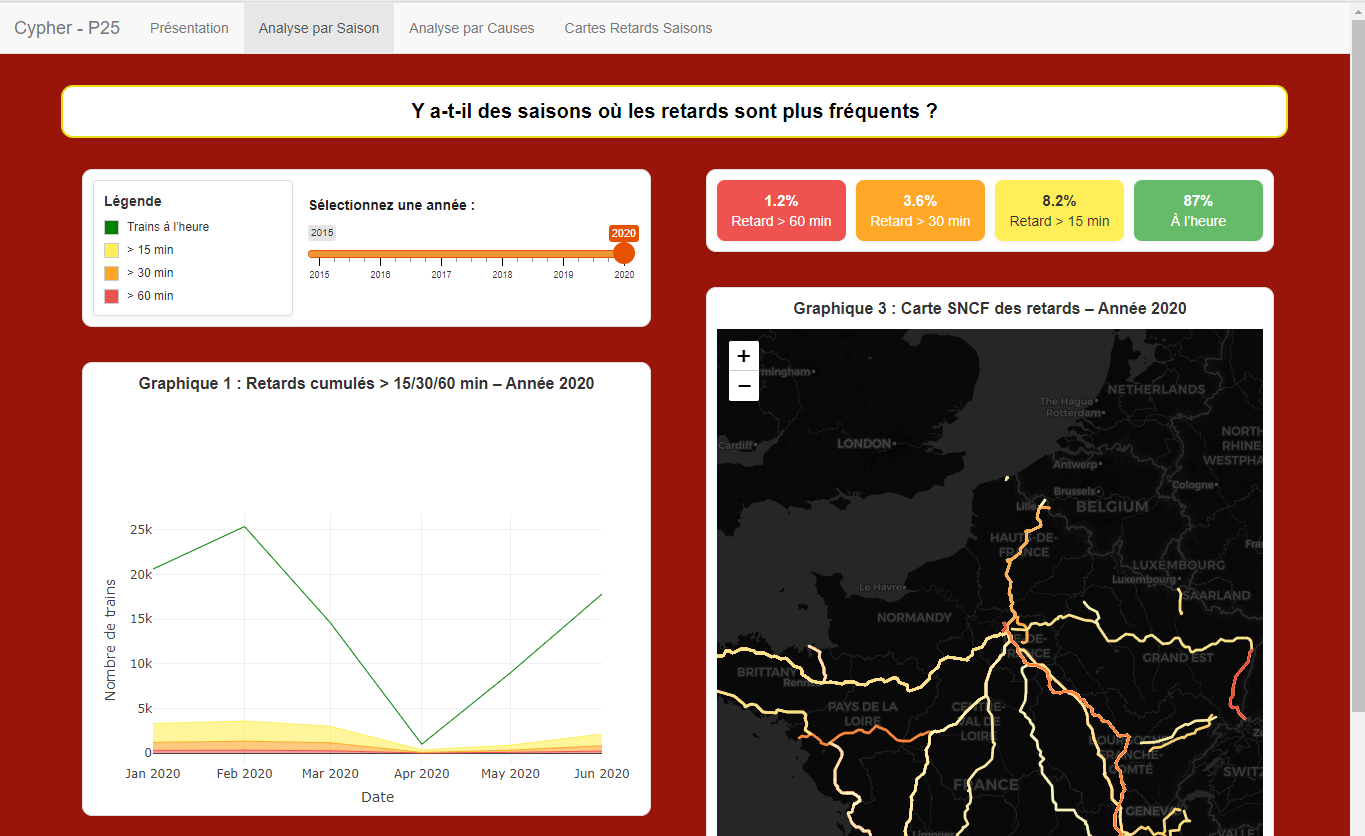 Cypher - P25 Présentation Analyse par Saison Analyse par Causes Cartes Retards Saisons
Y a-t-il des saisons où les retards sont plus fréquents ?
Légende
Trains à l'heure
> 15 min
> 30 min
> 60 min
Sélectionnez une année :
2015 2020
2015 2016 2017 2018 2019 2020
1.2% 3.6% 8.2% 87%
Retard > 60 min Retard > 30 min Retard > 15 min À l'heure
Graphique 1 : Retards cumulés > 15/30/60 min – Année 2020
25k
20k
15k
10k
5k
0
Nombre de trains
Jan 2020 Feb 2020 Mar 2020 Apr 2020 May 2020 Jun 2020
Date
Graphique 3 : Carte SNCF des retards – Année 2020
+
−
rmingham
NETHERLANDS
The Hague
Rotterdam
Cardiff
LONDON
NORTH
RHINE
WESTPHA
Antwerp
Cologne
Brussels
Lille
BELGIUM
HAUTS-DE-
FRANCE
Fra
LUXEMBOURG
Luxembourg
SAARLAND
Le Havre
NORMANDY
GRAND EST
BRITTANY
PAYS DE LA
LOIRE
CENTRE-
VAL DE
LOIRE
FRANCHE-
COMTÉ
SWITZ
FRANCE
GENEVA
Limoges
VALLE